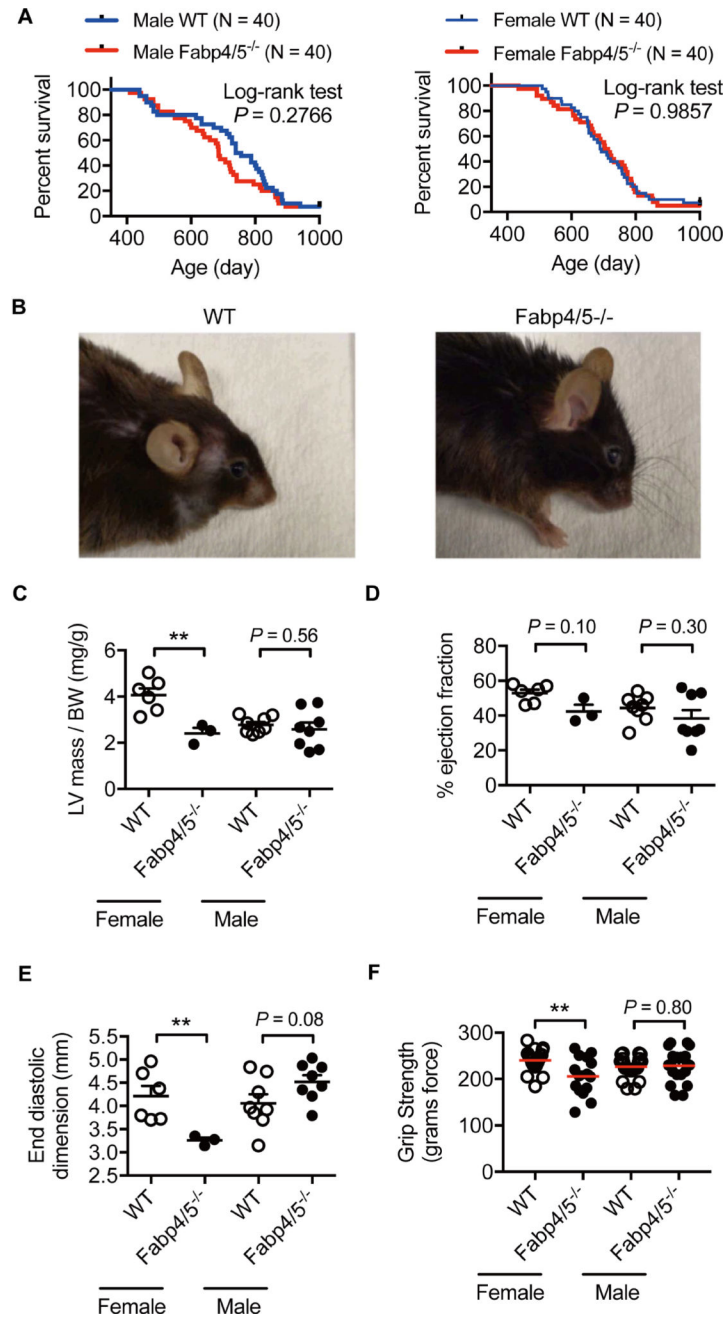 A
Male WT (N = 40)
Male Fabp4/5-/- (N = 40)
Log-rank test
P = 0.2766
Percent survival
100
80
60
40
20
0
400 600 800 1000
Age (day)
Female WT (N = 40)
Female Fabp4/5-/- (N = 40)
Log-rank test
P = 0.9857
Percent survival
100
80
60
40
20
0
400 600 800 1000
Age (day)
B
WT
Fabp4/5-/-
C
LV mass / BW (mg/g)
6
4
2
0
**
P = 0.56
WT
Fabp4/5-/-
WT
Fabp4/5-/-
Female Male
D
% ejection fraction
80
60
40
20
0
P = 0.10
P = 0.30
WT
Fabp4/5-/-
WT
Fabp4/5-/-
Female Male
E
End diastolic
dimension (mm)
5.5
5.0
4.5
4.0
3.5
3.0
2.5
**
P = 0.08
WT
Fabp4/5-/-
WT
Fabp4/5-/-
Female Male
F
Grip Strength
(grams force)
300
200
100
0
**
P = 0.80
WT
Fabp4/5-/-
WT
Fabp4/5-/-
Female Male